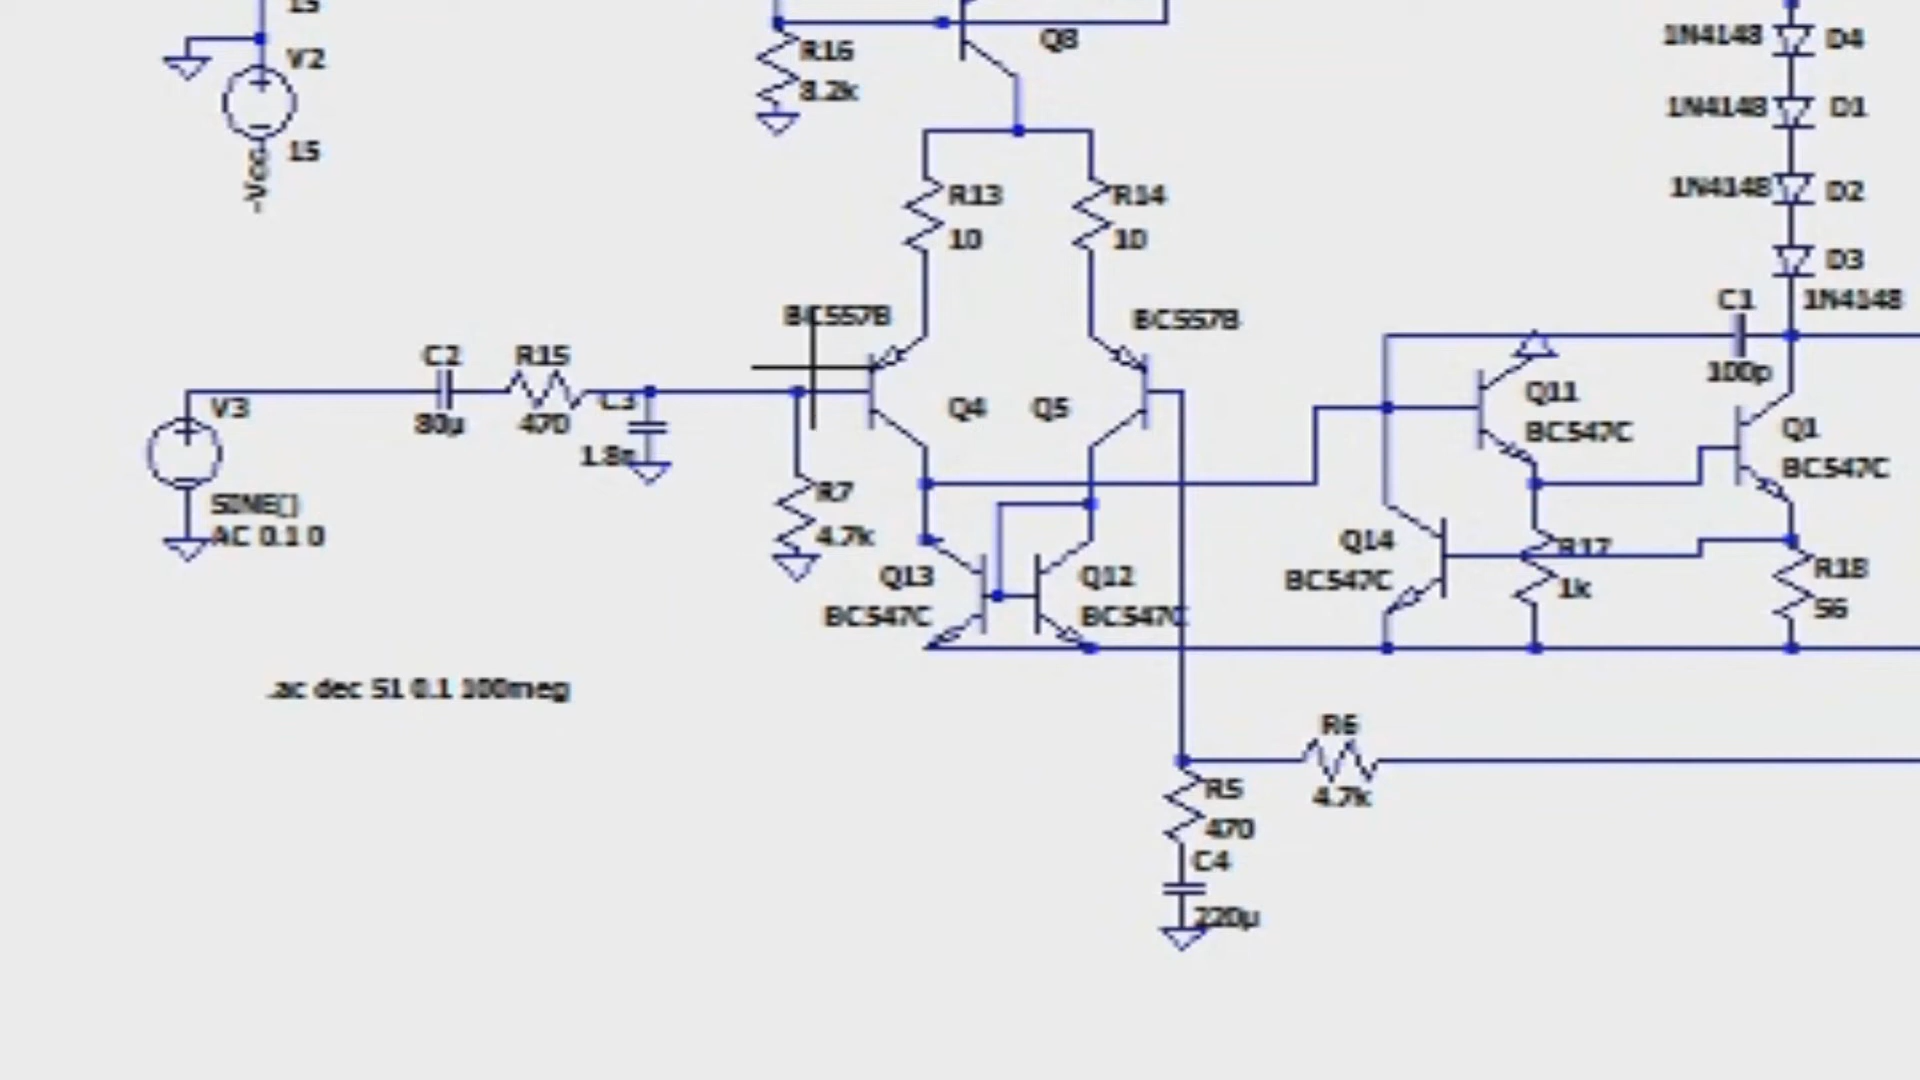 15
V2
15
-Vcc
R16
8.2k
Q8
1N4148 D4
1N4148 D1
1N4148 D2
D3
1N4148
C1
100p
R13
10
R14
10
BC557B
BC557B
C2
80µ
R15
470
C3
V3
SINE()
AC 0.1 0
Q4
Q5
R7
4.7k
Q11
BC547C
Q1
BC547C
Q13
BC547C
Q12
BC547C
Q14
BC547C
R17
1k
R18
56
.ac dec 51 0.1 100meg
R6
4.7k
R5
470
C4
220µ